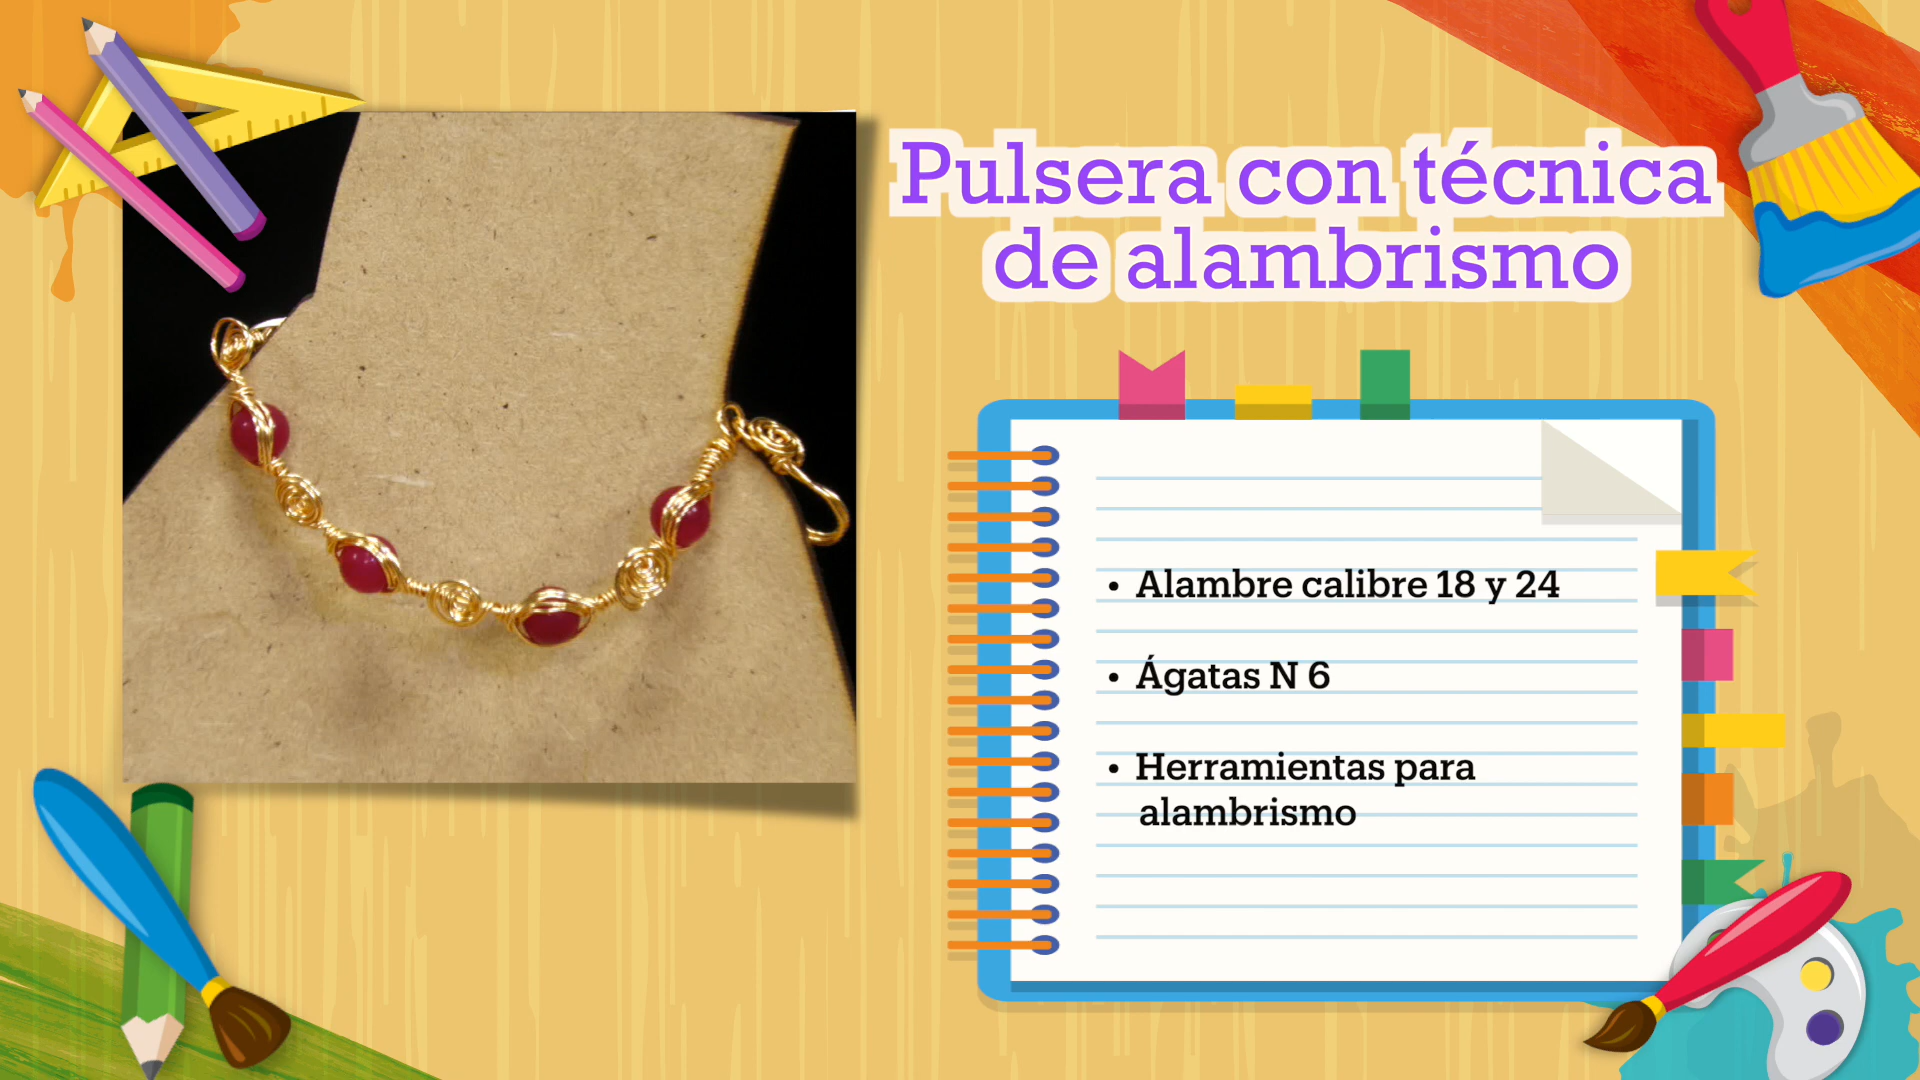 Pulsera con técnica
de alambrismo
• Alambre calibre 18 y 24
• Ágatas N 6
• Herramientas para
alambrismo